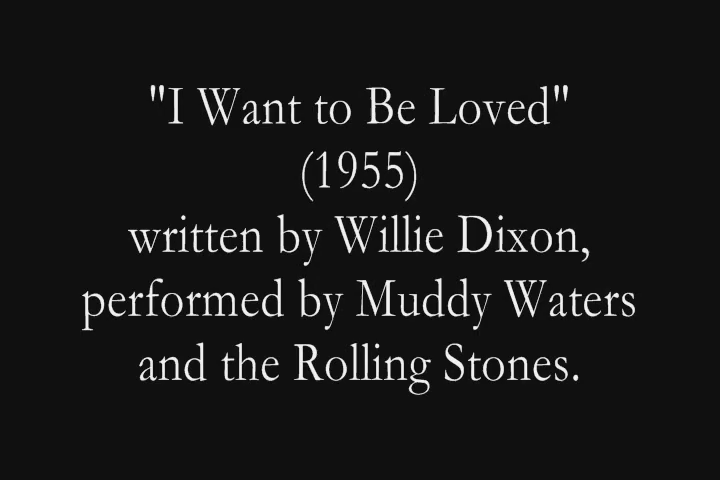 "I Want to Be Loved"
(1955)
written by Willie Dixon,
performed by Muddy Waters
and the Rolling Stones.